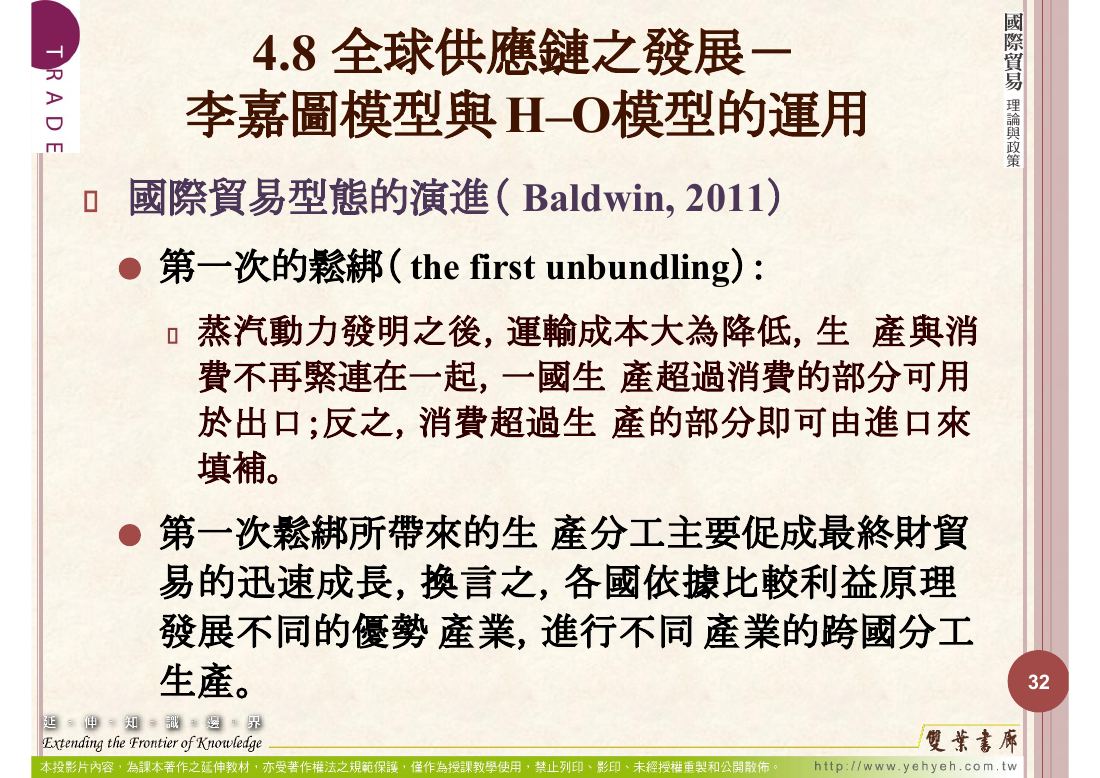 TRADE
國際貿易 理論與政策
4.8 全球供應鏈之發展－
李嘉圖模型與 H–O模型的運用
國際貿易型態的演進（Baldwin, 2011）
第一次的鬆綁（the first unbundling）：
蒸汽動力發明之後，運輸成本大為降低，生 產與消
費不再緊連在一起，一國生 產超過消費的部分可用
於出口；反之，消費超過生 產的部分即可由進口來
填補。
第一次鬆綁所帶來的生 產分工主要促成最終財貿
易的迅速成長，換言之，各國依據比較利益原理
發展不同的優勢 產業，進行不同 產業的跨國分工
生產。
32
延・伸・知・識・邊・界
Extending the Frontier of Knowledge
雙葉書廊
本投影片內容，為課本著作之延伸教材，亦受著作權法之規範保護，僅作為授課教學使用，禁止列印、影印、未經授權重製和公開散佈。
http://www.yehyeh.com.tw